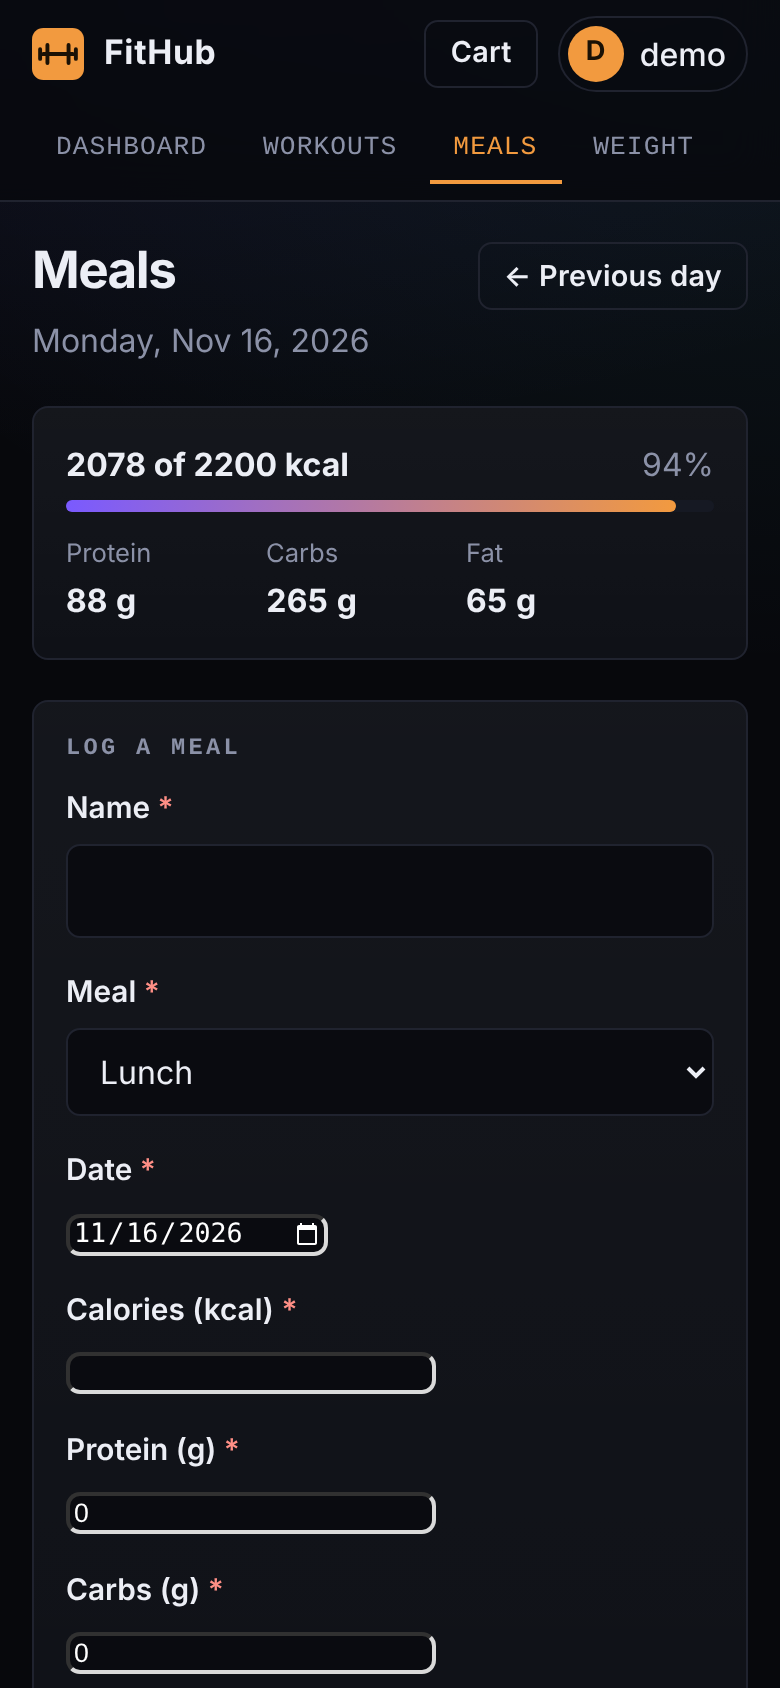 FitHub
Cart
D demo
DASHBOARD WORKOUTS MEALS WEIGHT
Meals
← Previous day
Monday, Nov 16, 2026
2078 of 2200 kcal 94%
Protein Carbs Fat
88 g 265 g 65 g
LOG A MEAL
Name *
Meal *
Lunch
Date *
11/16/2026
Calories (kcal) *
Protein (g) *
0
Carbs (g) *
0